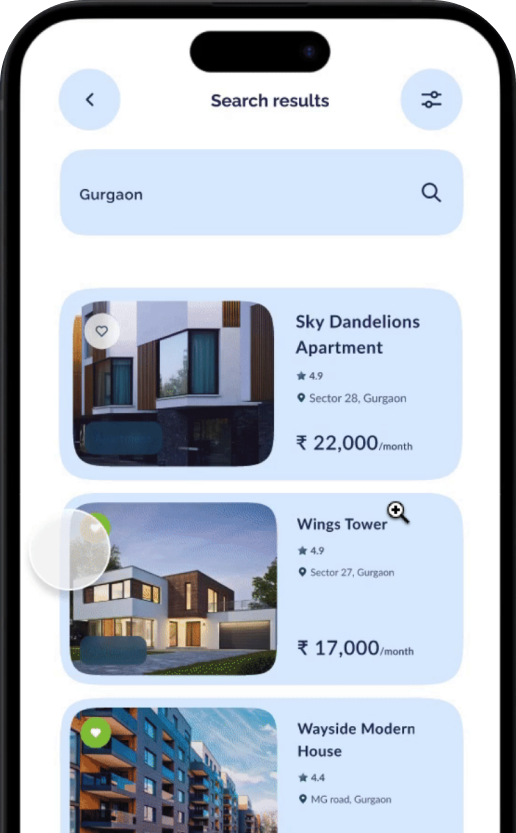 Search results
Gurgaon
Sky Dandelions
Apartment
4.9
Sector 28, Gurgaon
₹ 22,000/month
Wings Tower
4.9
Sector 27, Gurgaon
₹ 17,000/month
Wayside Modern
House
4.4
MG road, Gurgaon